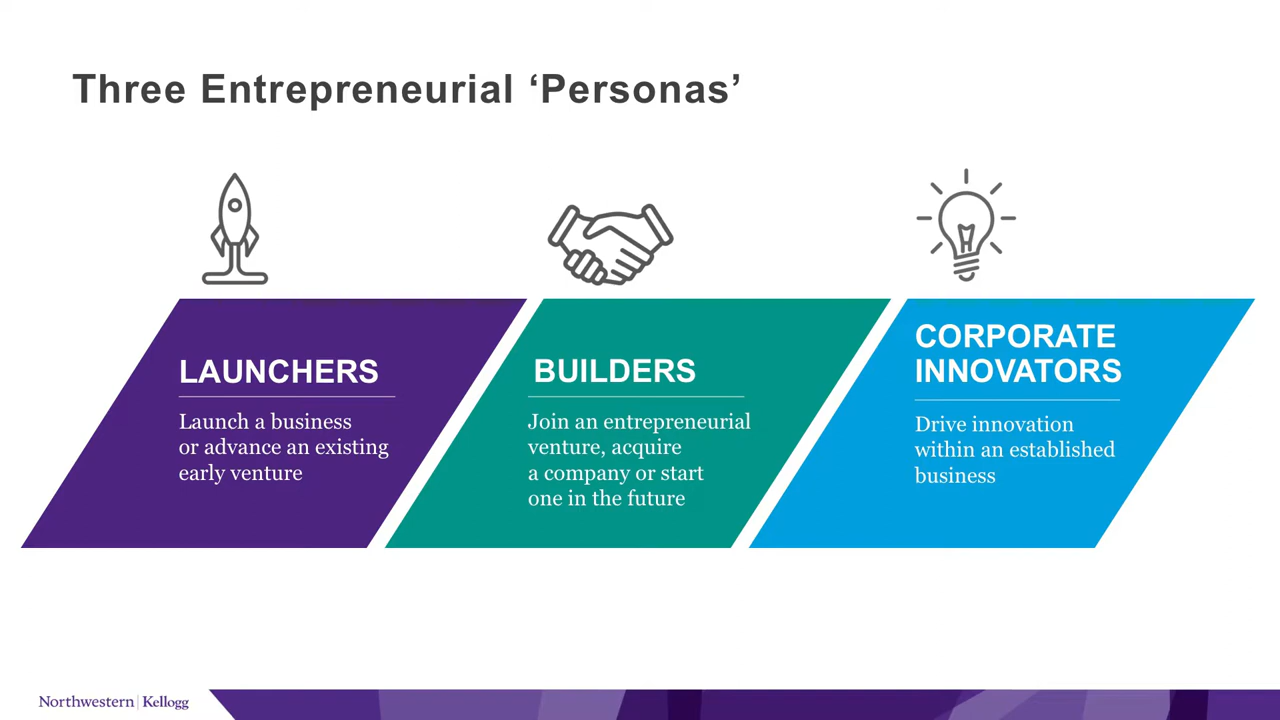 Three Entrepreneurial ‘Personas’
LAUNCHERS
Launch a business
or advance an existing
early venture
BUILDERS
Join an entrepreneurial
venture, acquire
a company or start
one in the future
CORPORATE
INNOVATORS
Drive innovation
within an established
business
Northwestern | Kellogg